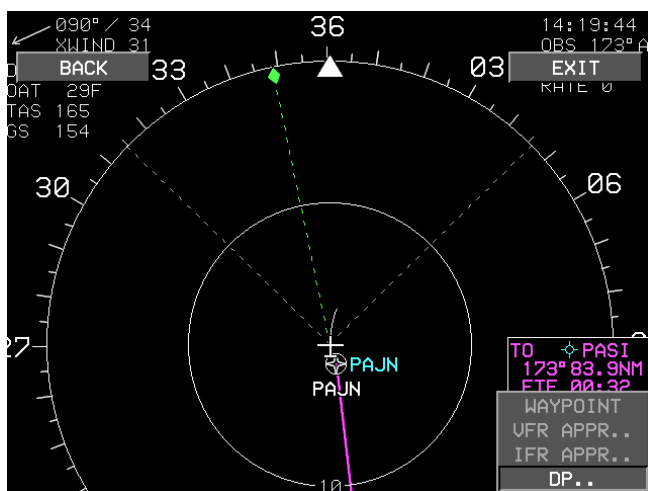 090° / 34
XWIND 31
BACK
OAT 29F
TAS 165
GS 154
36
33
03
30
06
27
14:19:44
OBS 173°A
EXIT
RATE 0
PAJN
PAJN
10
TO PASI
173° 83.9NM
ETE 00:32
WAYPOINT
VFR APPR..
IFR APPR..
DP..